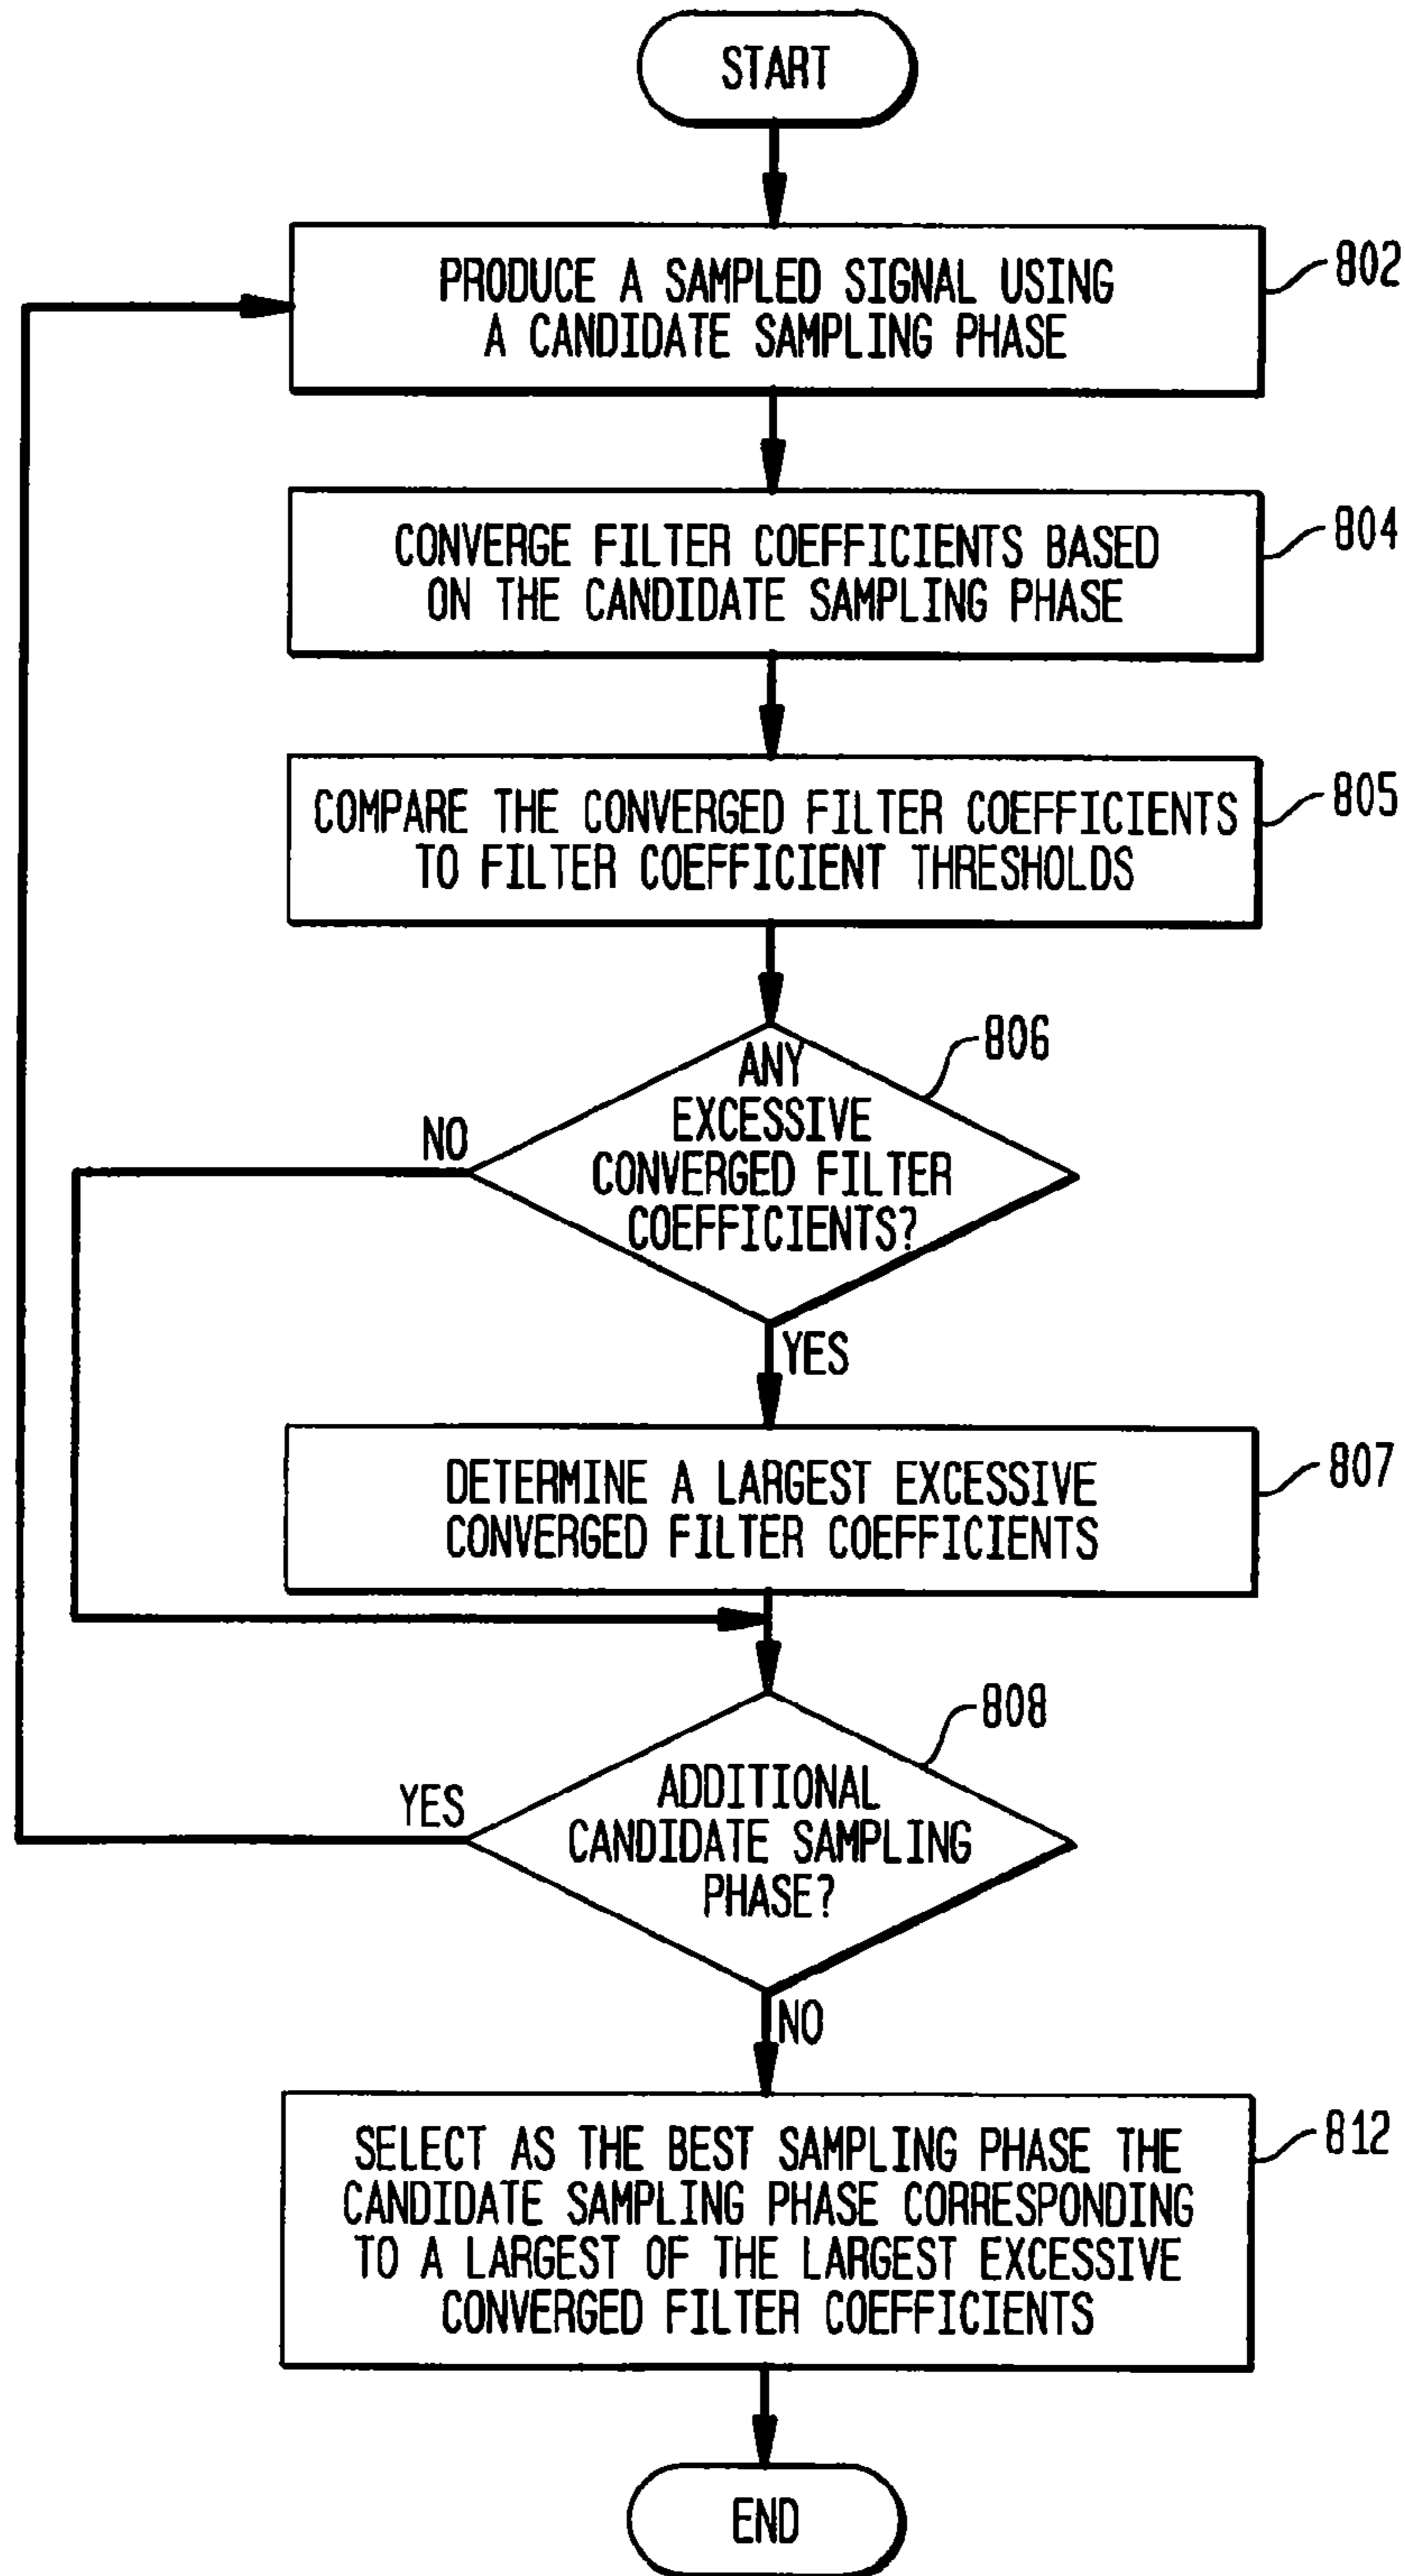 START
PRODUCE A SAMPLED SIGNAL USING
A CANDIDATE SAMPLING PHASE
802
CONVERGE FILTER COEFFICIENTS BASED
ON THE CANDIDATE SAMPLING PHASE
804
COMPARE THE CONVERGED FILTER COEFFICIENTS
TO FILTER COEFFICIENT THRESHOLDS
805
ANY
EXCESSIVE
CONVERGED FILTER
COEFFICIENTS?
806
NO
YES
DETERMINE A LARGEST EXCESSIVE
CONVERGED FILTER COEFFICIENTS
807
ADDITIONAL
CANDIDATE SAMPLING
PHASE?
808
YES
NO
SELECT AS THE BEST SAMPLING PHASE THE
CANDIDATE SAMPLING PHASE CORRESPONDING
TO A LARGEST OF THE LARGEST EXCESSIVE
CONVERGED FILTER COEFFICIENTS
812
END